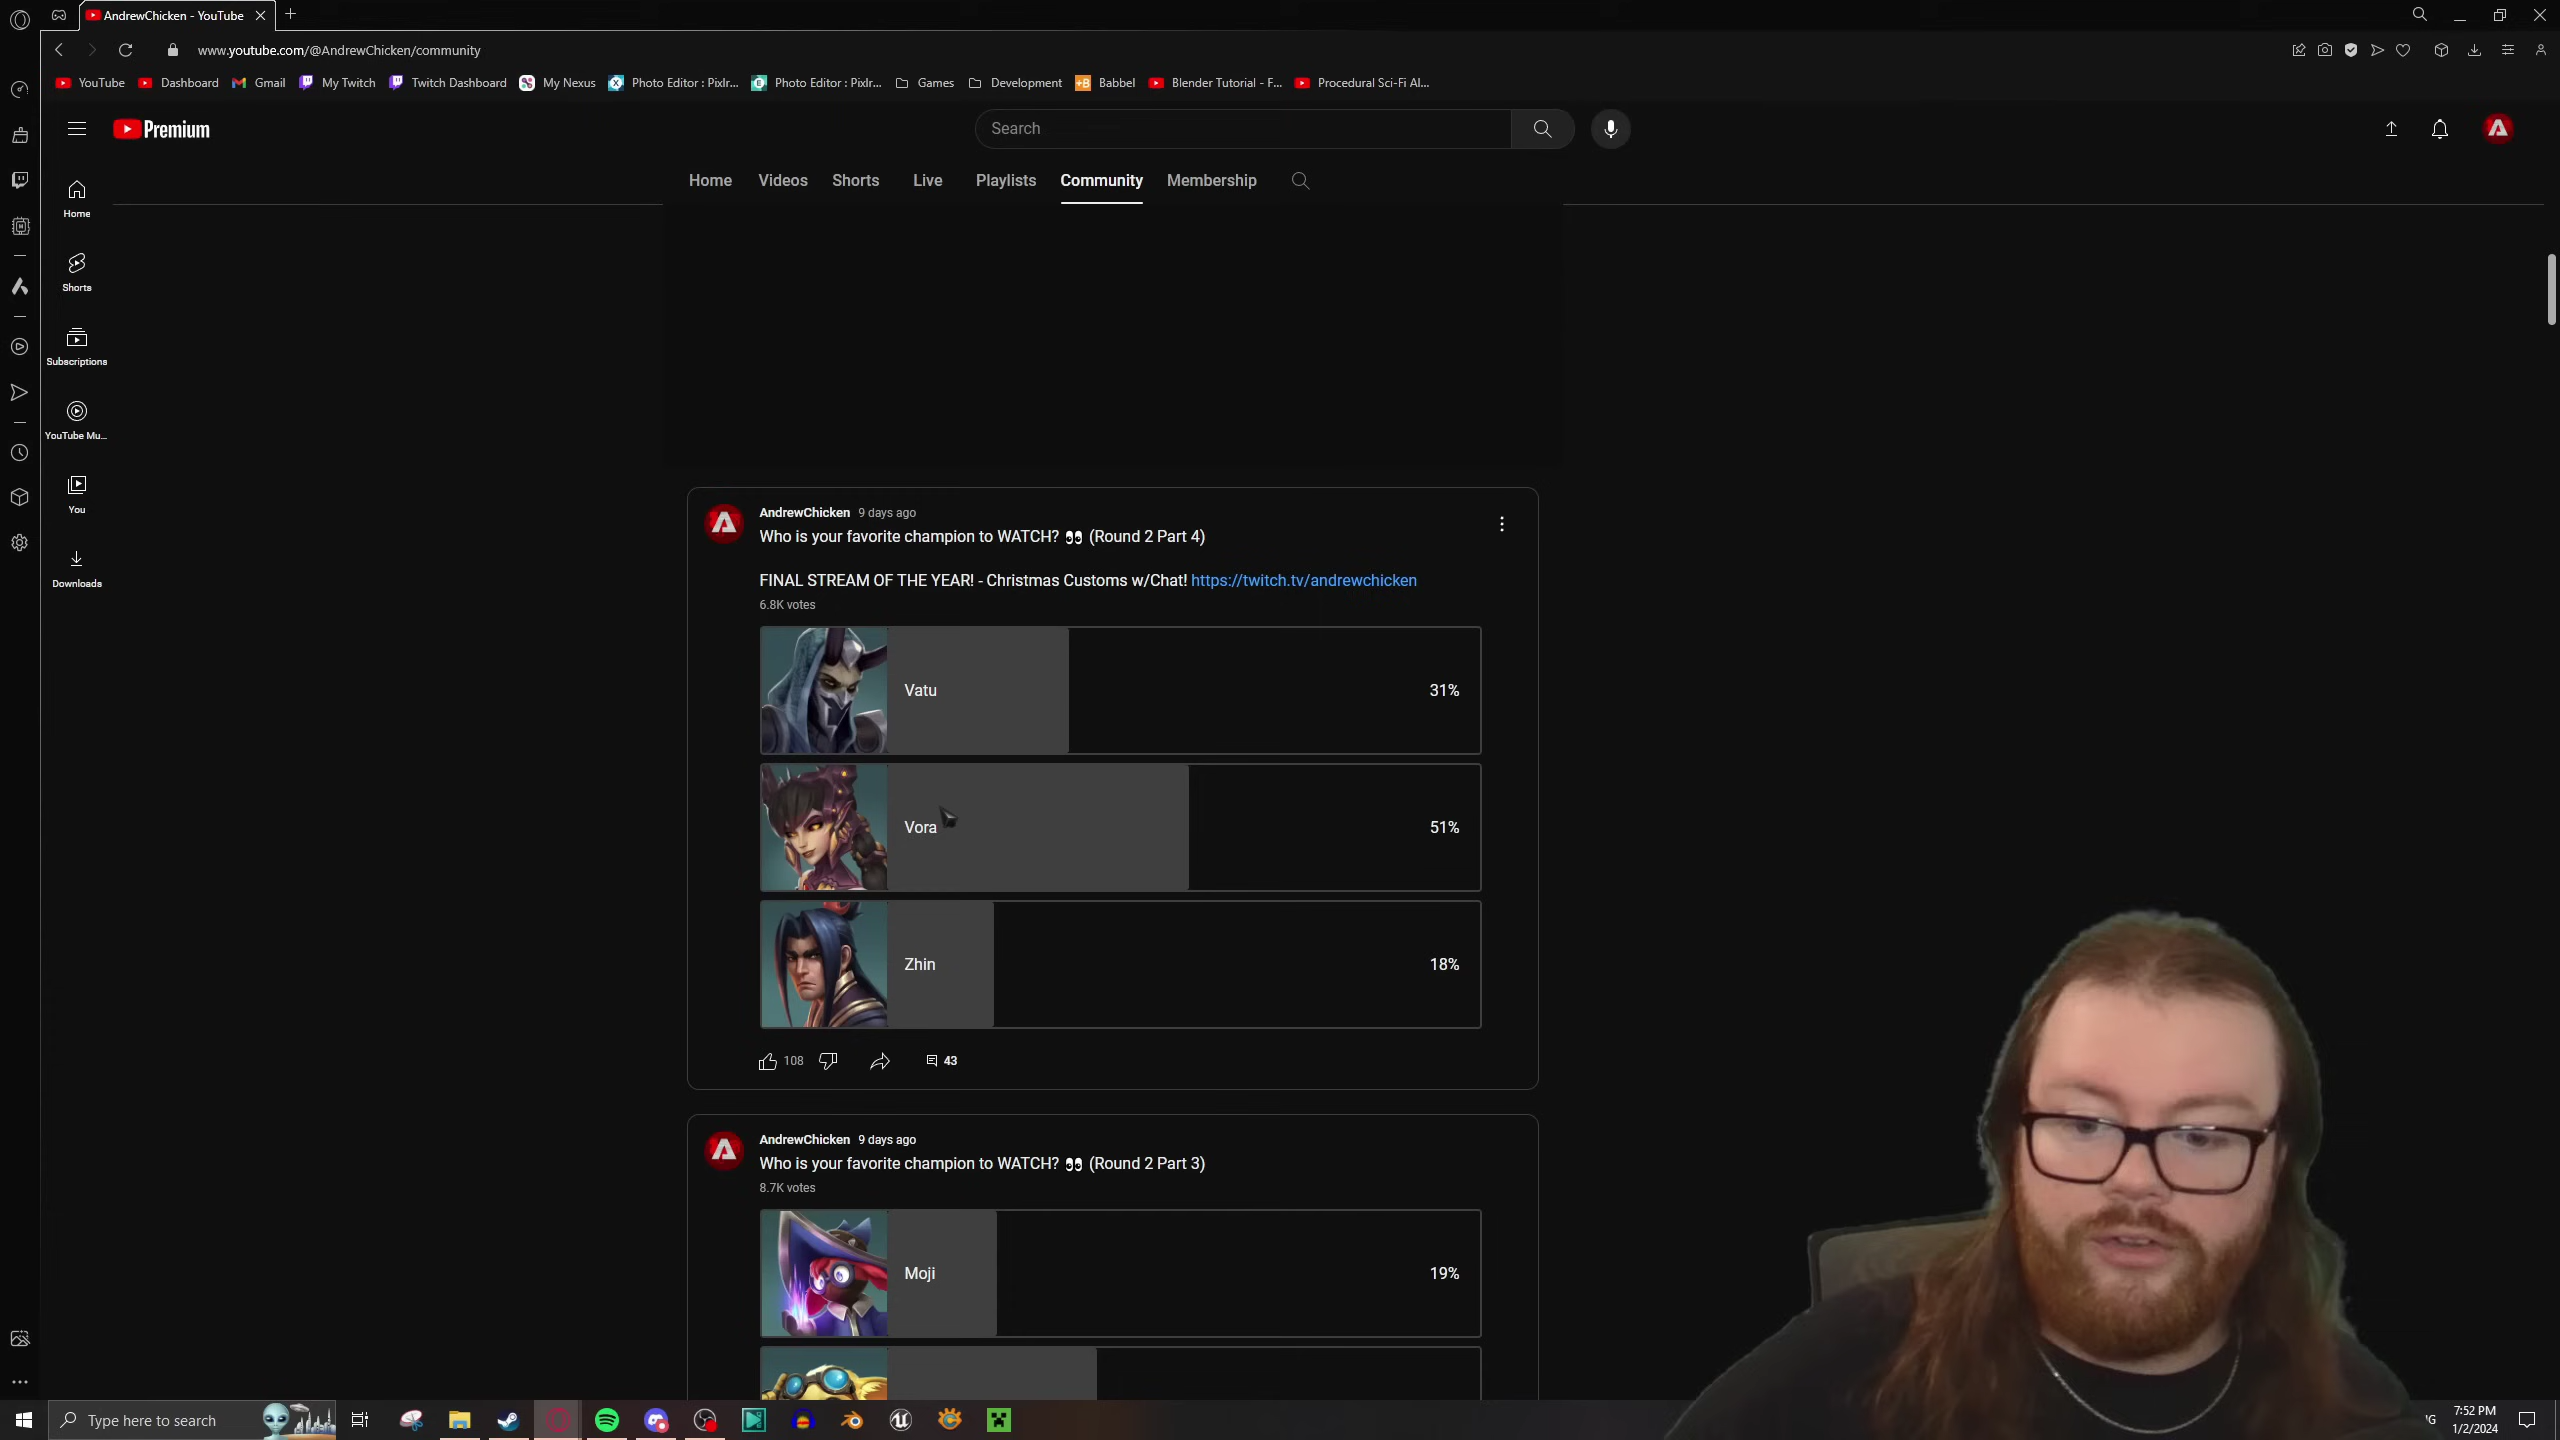 AndrewChicken - YouTube
www.youtube.com/@AndrewChicken/community
YouTube Dashboard Gmail My Twitch Twitch Dashboard My Nexus Photo Editor : Pixlr... Photo Editor : Pixlr... Games Development Babbel Blender Tutorial - F... Procedural Sci-Fi Al...
Premium
Search
Home Videos Shorts Live Playlists Community Membership
Home
Shorts
Subscriptions
YouTube Mu...
You
Downloads
AndrewChicken 9 days ago
Who is your favorite champion to WATCH? 👀 (Round 2 Part 4)
FINAL STREAM OF THE YEAR! - Christmas Customs w/Chat! https://twitch.tv/andrewchicken
6.8K votes
Vatu 31%
Vora 51%
Zhin 18%
108 43
AndrewChicken 9 days ago
Who is your favorite champion to WATCH? 👀 (Round 2 Part 3)
8.7K votes
Moji 19%
Type here to search
7:52 PM
1/2/2024